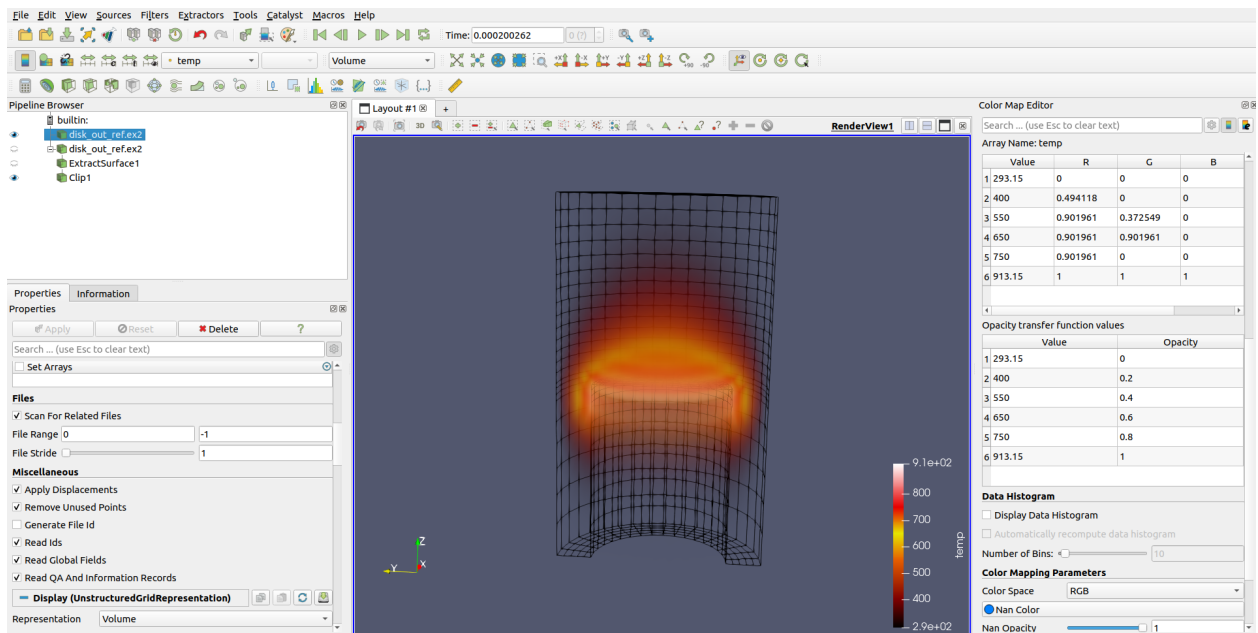 File Edit View Sources Filters Extractors Tools Catalyst Macros Help
Time: 0.000200262 0 (?)
temp Volume
+X -X +Y -Y +Z -Z +90 -90
Pipeline Browser
builtin:
disk_out_ref.ex2
disk_out_ref.ex2
ExtractSurface1
Clip1
Properties Information
Properties
Apply Reset Delete ?
Search ... (use Esc to clear text)
Set Arrays
Files
Scan For Related Files
File Range 0 -1
File Stride 1
Miscellaneous
Apply Displacements
Remove Unused Points
Generate File Id
Read Ids
Read Global Fields
Read QA And Information Records
Display (UnstructuredGridRepresentation)
Representation Volume
Layout #1 +
3D RenderView1
Z
Y X
9.1e+02
800
700
600
500
400
2.9e+02
temp
Color Map Editor
Search ... (use Esc to clear text)
Array Name: temp
Value R G B
1 293.15 0 0 0
2 400 0.494118 0 0
3 550 0.901961 0.372549 0
4 650 0.901961 0.901961 0
5 750 0.901961 0 0
6 913.15 1 1 1
Opacity transfer function values
Value Opacity
1 293.15 0
2 400 0.2
3 550 0.4
4 650 0.6
5 750 0.8
6 913.15 1
Data Histogram
Display Data Histogram
Automatically recompute data histogram
Number of Bins: 10
Color Mapping Parameters
Color Space RGB
Nan Color
Nan Opacity 1